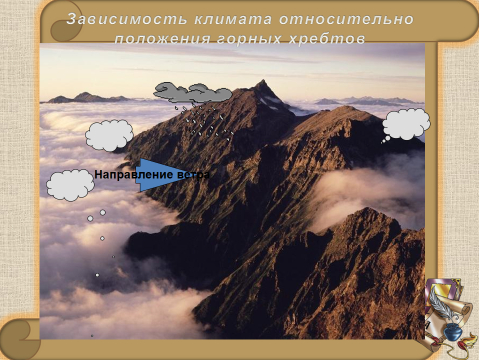 Зависимость климата относительно
положения горных хребтов
Направление ветра